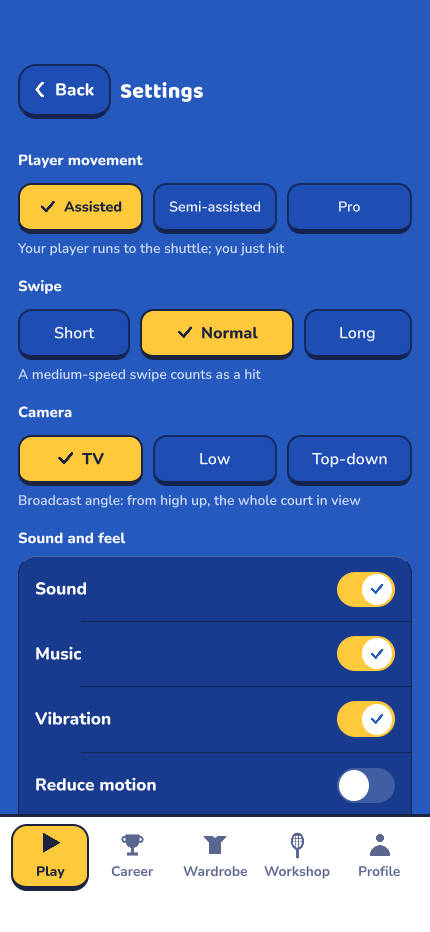 Back
Settings
Player movement
Assisted
Semi-assisted
Pro
Your player runs to the shuttle; you just hit
Swipe
Short
Normal
Long
A medium-speed swipe counts as a hit
Camera
TV
Low
Top-down
Broadcast angle: from high up, the whole court in view
Sound and feel
Sound
Music
Vibration
Reduce motion
Play
Career
Wardrobe
Workshop
Profile